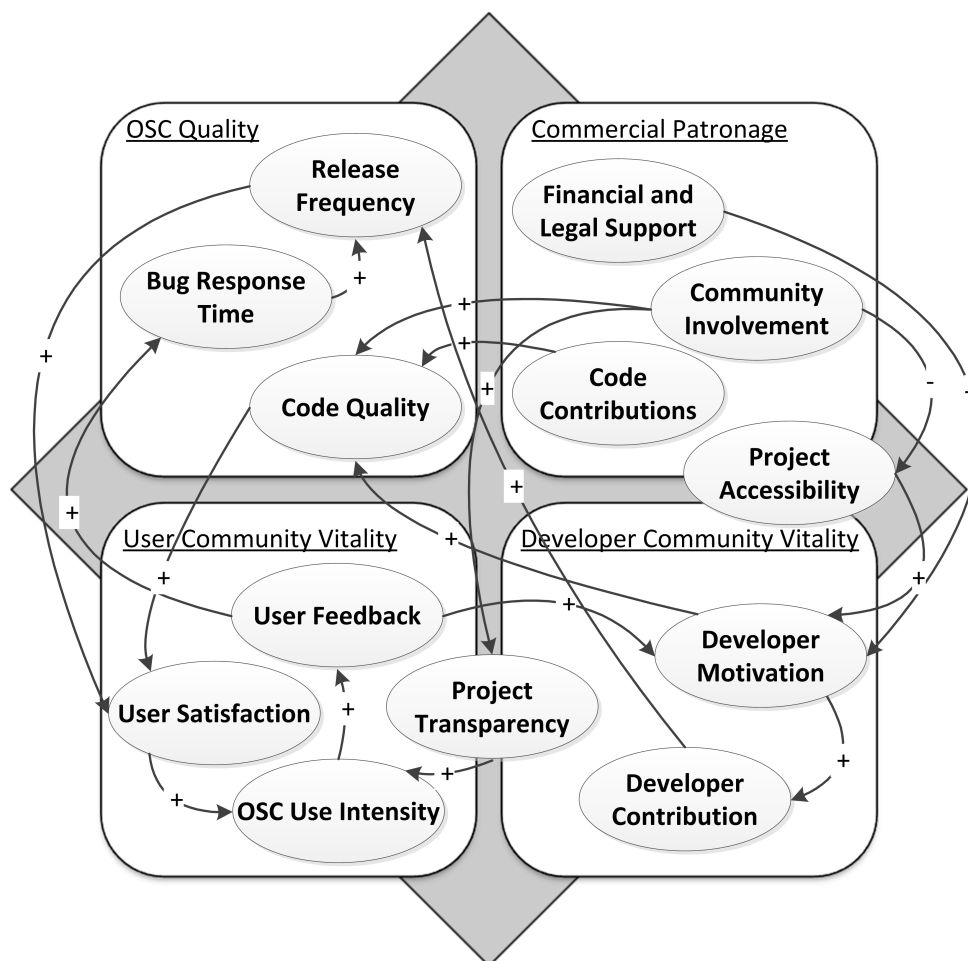 OSC Quality
Release
Frequency
Bug Response
Time
+
Code Quality
Commercial Patronage
Financial and
Legal Support
Community
Involvement
Code
Contributions
Project
Accessibility
+
+
+
-
+
+
+
User Community Vitality
+
User Feedback
+
User Satisfaction
+
+
OSC Use Intensity
Project
Transparency
+
Developer Community Vitality
+
+
Developer
Motivation
+
Developer
Contribution